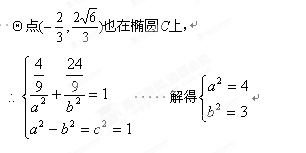 ⊙点(-2/3, 2√6/3)也在椭圆C上，
∴ { (4/9)/a² + (24/9)/b² = 1
a² - b² = c² = 1 ······ 解得 { a² = 4
b² = 3